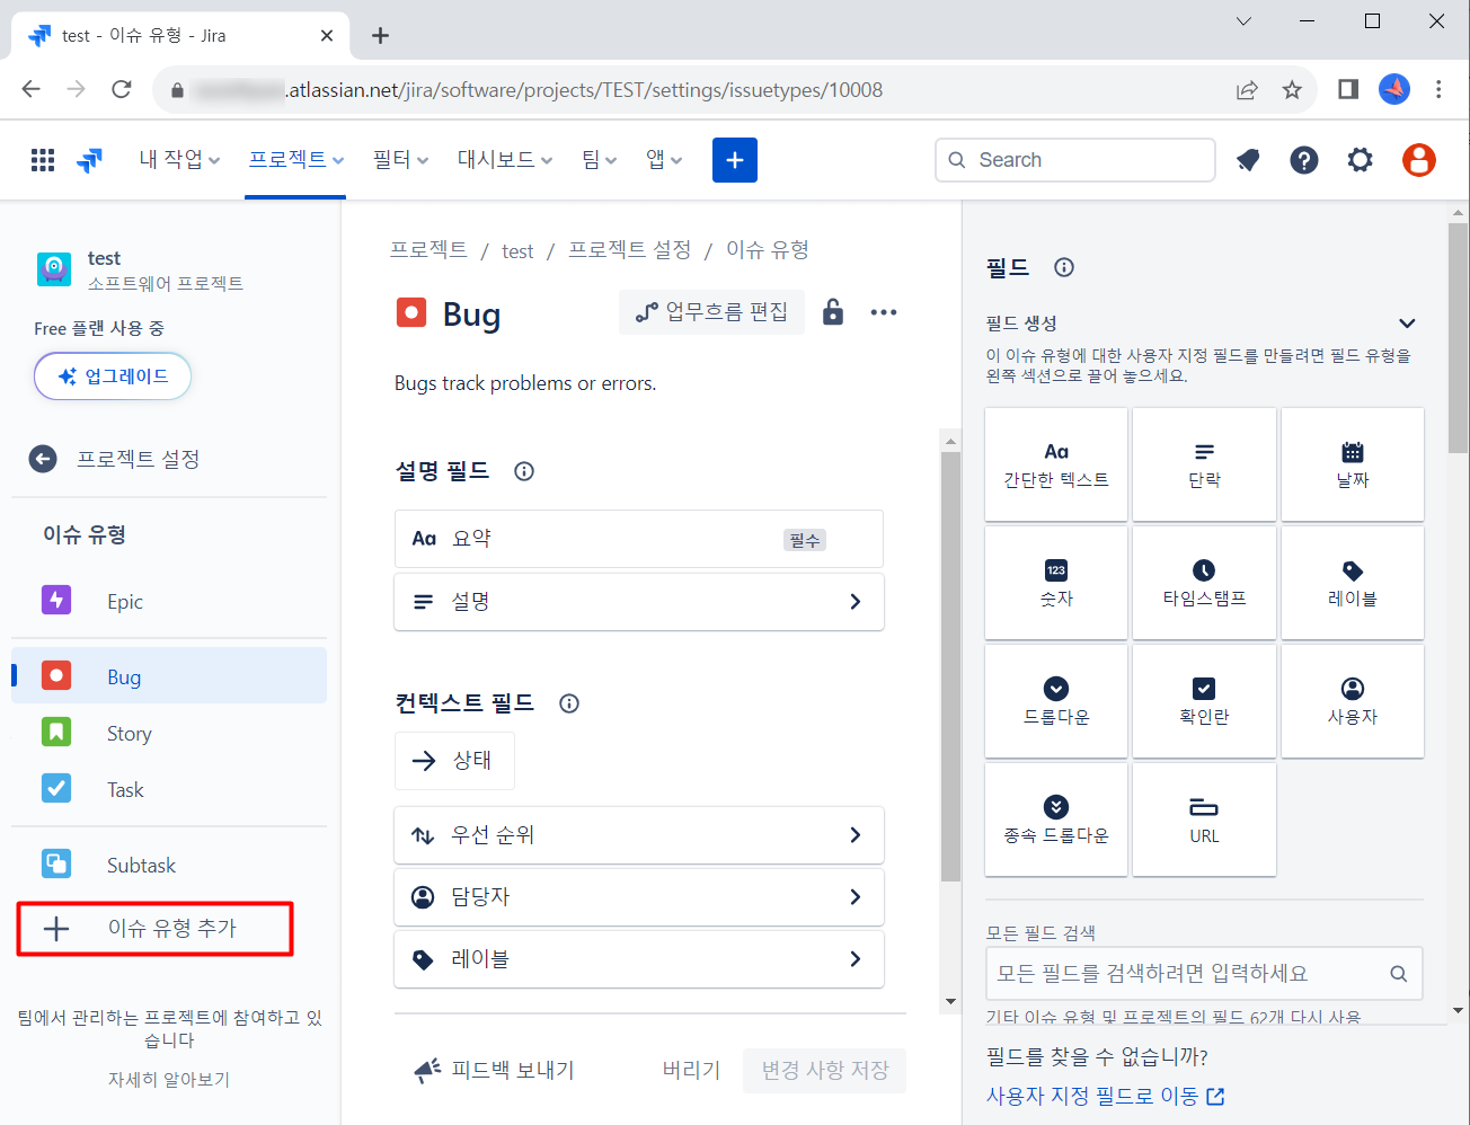 test - 이슈 유형 - Jira
.atlassian.net/jira/software/projects/TEST/settings/issuetypes/10008
내 작업
프로젝트
필터
대시보드
팀
앱
Search
test
소프트웨어 프로젝트
Free 플랜 사용 중
업그레이드
프로젝트 설정
이슈 유형
Epic
Bug
Story
Task
Subtask
이슈 유형 추가
팀에서 관리하는 프로젝트에 참여하고 있
습니다
자세히 알아보기
프로젝트 / test / 프로젝트 설정 / 이슈 유형
Bug
업무흐름 편집
Bugs track problems or errors.
설명 필드
Aa 요약 필수
설명
컨텍스트 필드
상태
우선 순위
담당자
레이블
피드백 보내기
버리기
변경 사항 저장
필드
필드 생성
이 이슈 유형에 대한 사용자 지정 필드를 만들려면 필드 유형을
왼쪽 섹션으로 끌어 놓으세요.
Aa
간단한 텍스트
단락
날짜
123
숫자
타임스탬프
레이블
드롭다운
확인란
사용자
종속 드롭다운
URL
모든 필드 검색
모든 필드를 검색하려면 입력하세요
기타 이슈 유형 및 프로젝트의 필드 62개 다시 사용
필드를 찾을 수 없습니까?
사용자 지정 필드로 이동